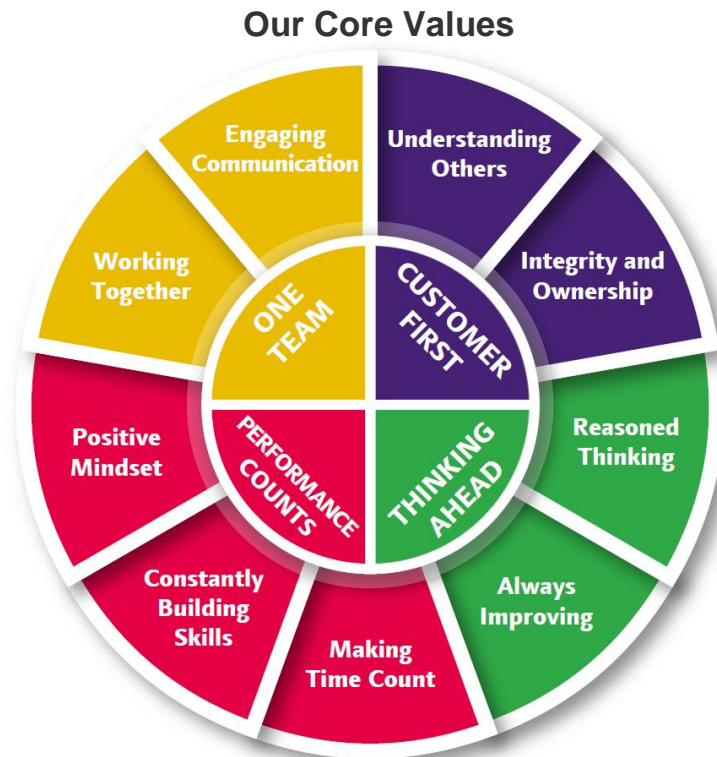 Our Core Values
Engaging
Communication
Understanding
Others
Working
Together
Integrity and
Ownership
ONE
TEAM
CUSTOMER
FIRST
Positive
Mindset
PERFORMANCE
COUNTS
THINKING
AHEAD
Reasoned
Thinking
Constantly
Building
Skills
Making
Time Count
Always
Improving